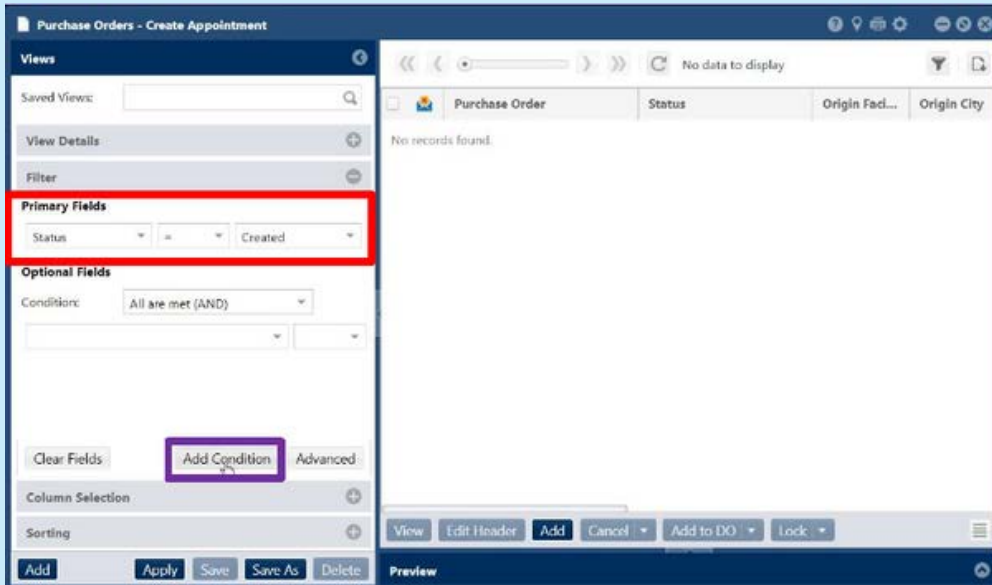 Purchase Orders - Create Appointment
Views
Saved Views:
View Details
Filter
Primary Fields
Status = Created
Optional Fields
Condition: All are met (AND)
Clear Fields Add Condition Advanced
Column Selection
Sorting
Add Apply Save Save As Delete
No data to display
Purchase Order Status Origin Faci... Origin City
No records found.
View Edit Header Add Cancel Add to DO Lock
Preview